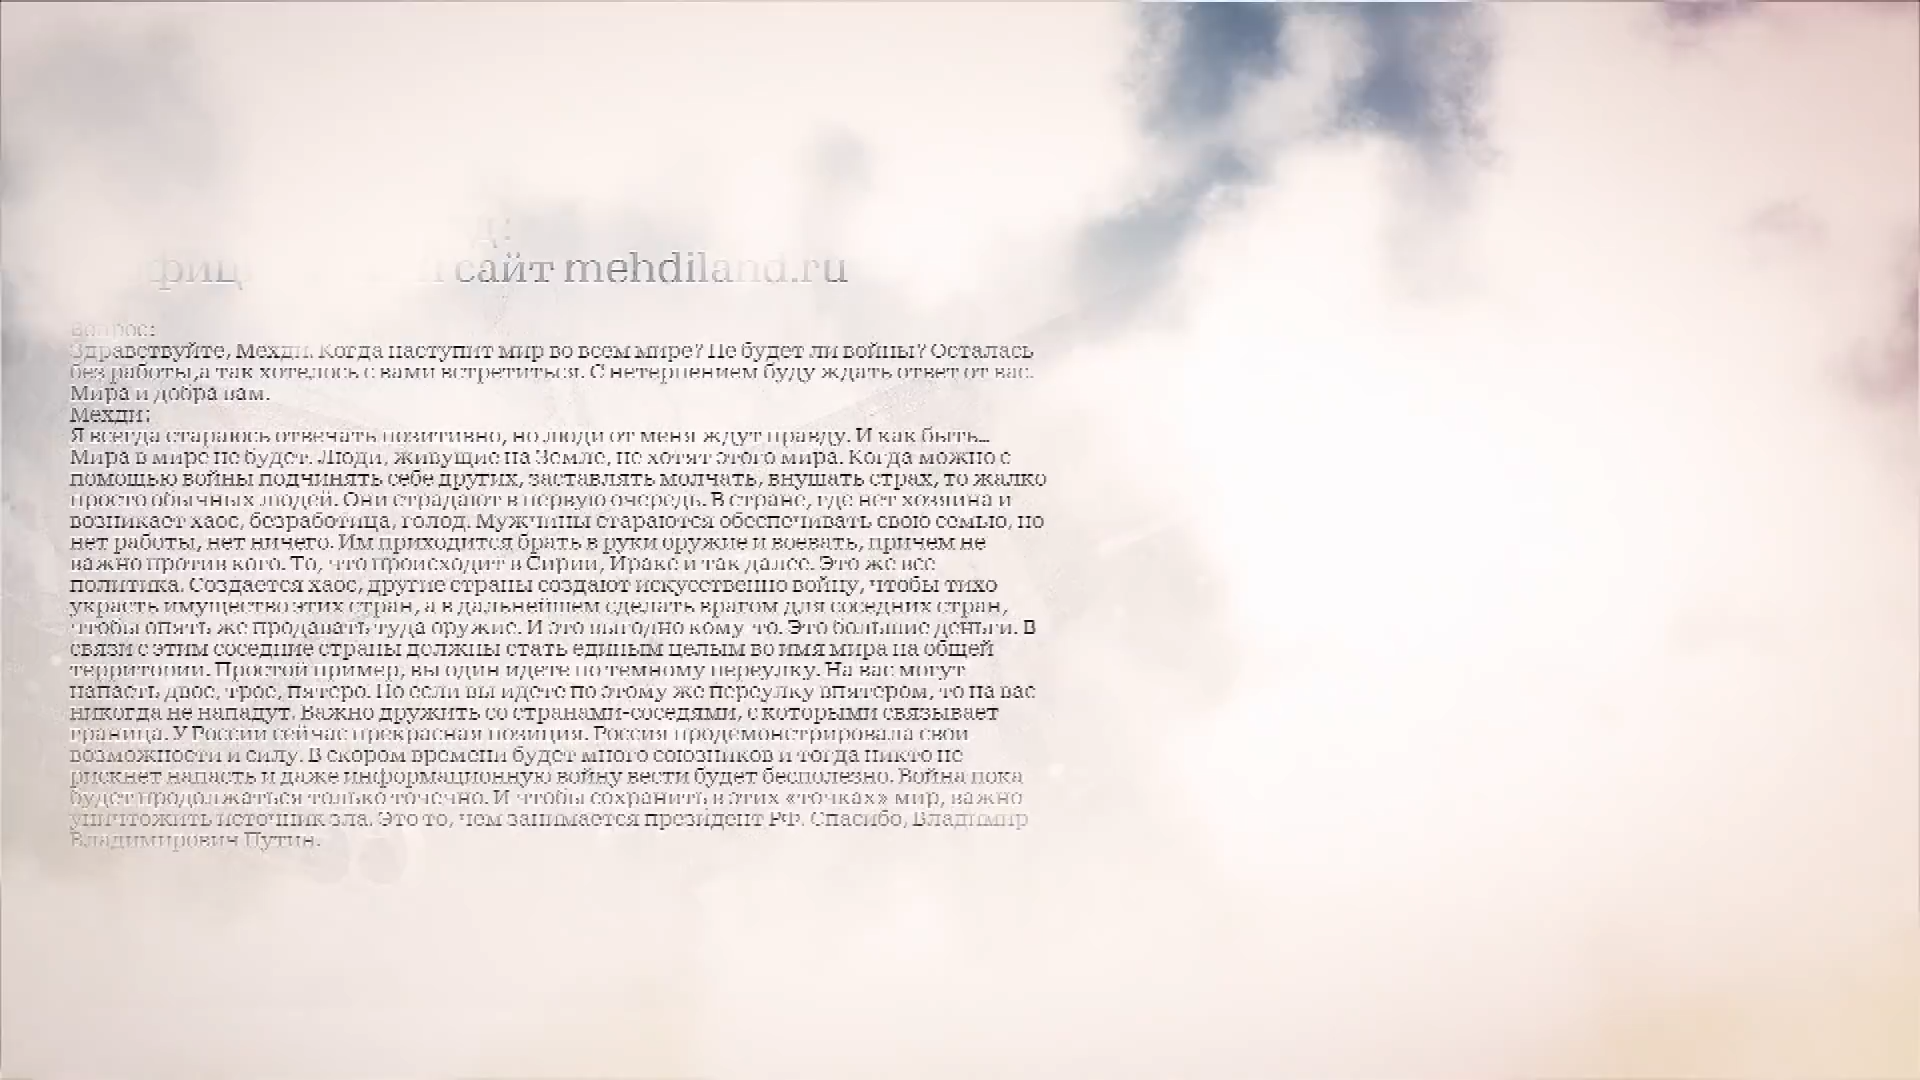 д:
фиц сайт mehdiland.ru
Вопрос:
Здравствуйте, Мехди. Когда наступит мир во всем мире? Не будет ли войны? Осталась
без работы,а так хотелось с вами встретиться. С нетерпением буду ждать ответ от вас.
Мира и добра вам.
Мехди:
Я всегда стараюсь отвечать позитивно, но люди от меня ждут правду. И как быть...
Мира в мире не будет. Люди, живущие на Земле, не хотят этого мира. Когда можно с
помощью войны подчинять себе других, заставлять молчать, внушать страх, то жалко
просто обычных людей. Они страдают в первую очередь. В стране, где нет хозяина и
возникает хаос, безработица, голод. Мужчины стараются обеспечивать свою семью, но
нет работы, нет ничего. Им приходится брать в руки оружие и воевать, причем не
важно против кого. То, что происходит в Сирии, Ираке и так далее. Это же все
политика. Создается хаос, другие страны создают искусственно войну, чтобы тихо
украсть имущество этих стран, а в дальнейшем сделать врагом для соседних стран,
чтобы опять же продавать туда оружие. И это выгодно кому-то. Это большие деньги. В
связи с этим соседние страны должны стать единым целым во имя мира на общей
территории. Простой пример, вы один идете по темному переулку. На вас могут
напасть двое, трое, пятеро. Но если вы идете по этому же переулку впятером, то на вас
никогда не нападут. Важно дружить со странами-соседями, с которыми связывает
граница. У России сейчас прекрасная позиция. Россия продемонстрировала свои
возможности и силу. В скором времени будет много союзников и тогда никто не
рискнет напасть и даже информационную войну вести будет бесполезно. Война пока
будет продолжаться только точечно. И чтобы сохранить в этих «точках» мир, важно
уничтожить источник зла. Это то, чем занимается президент РФ. Спасибо, Владимир
Владимирович Путин.